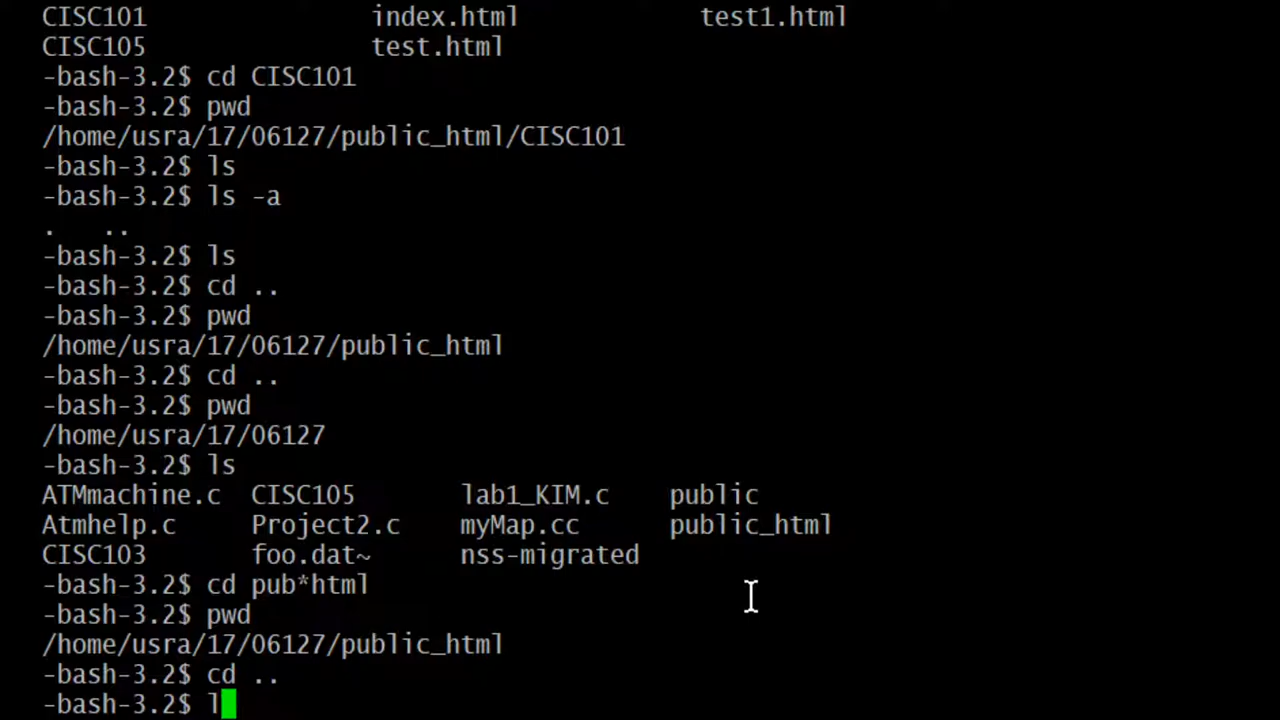 CISC101 index.html test1.html
CISC105 test.html
-bash-3.2$ cd CISC101
-bash-3.2$ pwd
/home/usra/17/06127/public_html/CISC101
-bash-3.2$ ls
-bash-3.2$ ls -a
. ..
-bash-3.2$ ls
-bash-3.2$ cd ..
-bash-3.2$ pwd
/home/usra/17/06127/public_html
-bash-3.2$ cd ..
-bash-3.2$ pwd
/home/usra/17/06127
-bash-3.2$ ls
ATMmachine.c CISC105 lab1_KIM.c public
Atmhelp.c Project2.c myMap.cc public_html
CISC103 foo.dat~ nss-migrated
-bash-3.2$ cd pub*html
-bash-3.2$ pwd
/home/usra/17/06127/public_html
-bash-3.2$ cd ..
-bash-3.2$ l